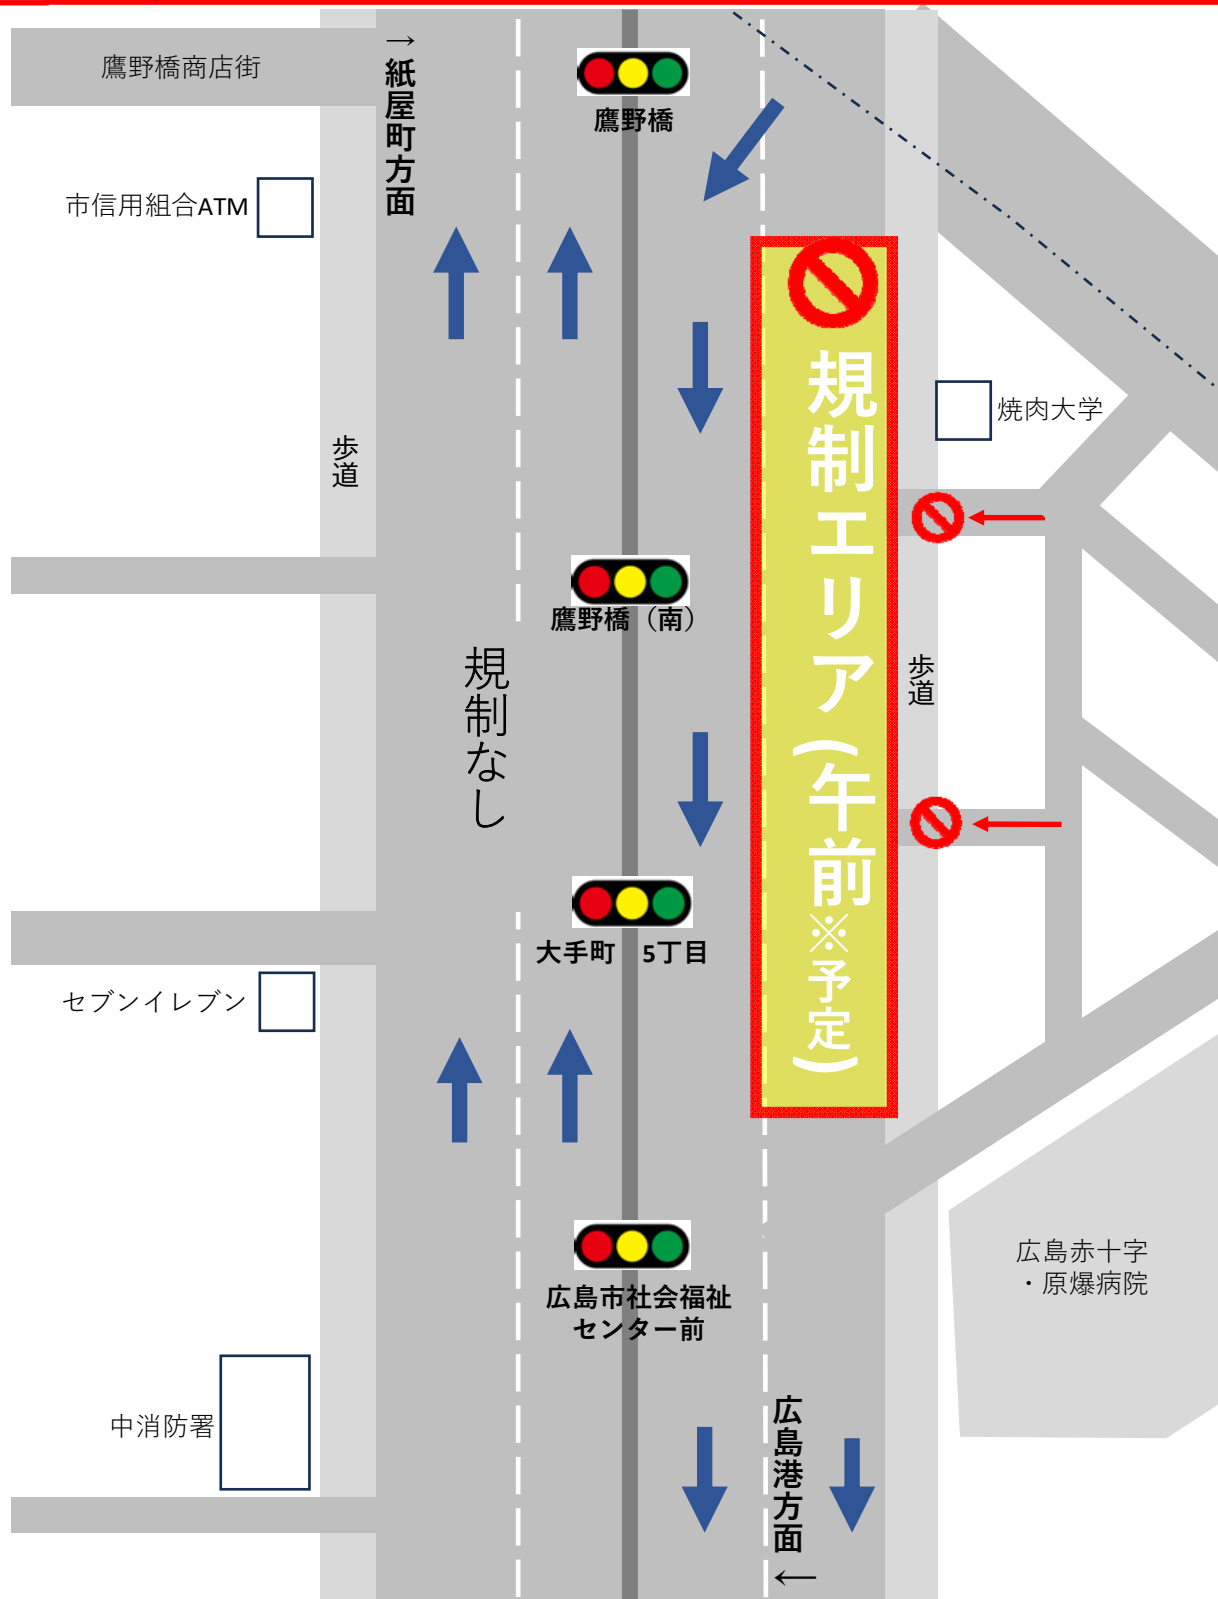 鷹野橋商店街
→紙屋町方面
鷹野橋
市信用組合ATM
規制エリア(午前※予定)
焼肉大学
歩道
鷹野橋（南）
規制なし
歩道
大手町　5丁目
セブンイレブン
広島市社会福祉
センター前
広島赤十字
・原爆病院
中消防署
広島港方面←